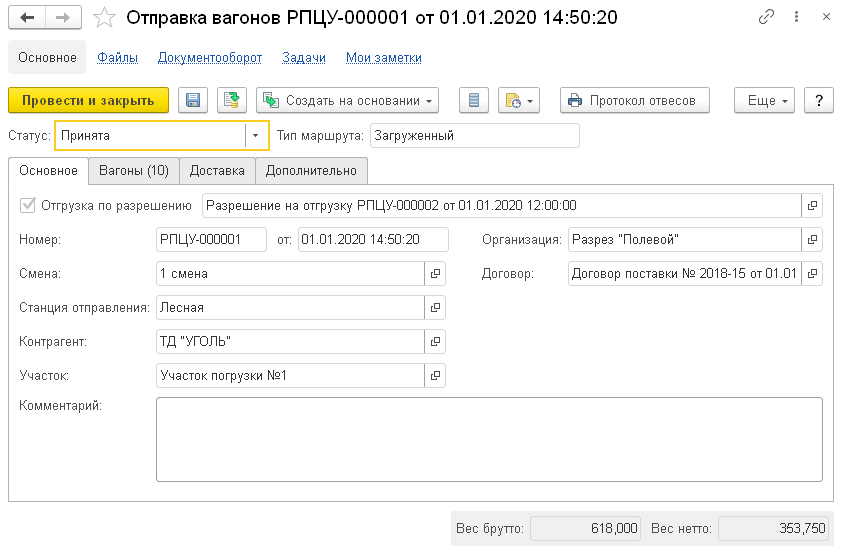 Отправка вагонов РПЦУ-000001 от 01.01.2020 14:50:20
Основное Файлы Документооборот Задачи Мои заметки
Провести и закрыть Создать на основании Протокол отвесов Еще ?
Статус: Принята Тип маршрута: Загруженный
Основное Вагоны (10) Доставка Дополнительно
Отгрузка по разрешению Разрешение на отгрузку РПЦУ-000002 от 01.01.2020 12:00:00
Номер: РПЦУ-000001 от: 01.01.2020 14:50:20 Организация: Разрез "Полевой"
Смена: 1 смена Договор: Договор поставки № 2018-15 от 01.01
Станция отправления: Лесная
Контрагент: ТД "УГОЛЬ"
Участок: Участок погрузки №1
Комментарий:
Вес брутто: 618,000 Вес нетто: 353,750